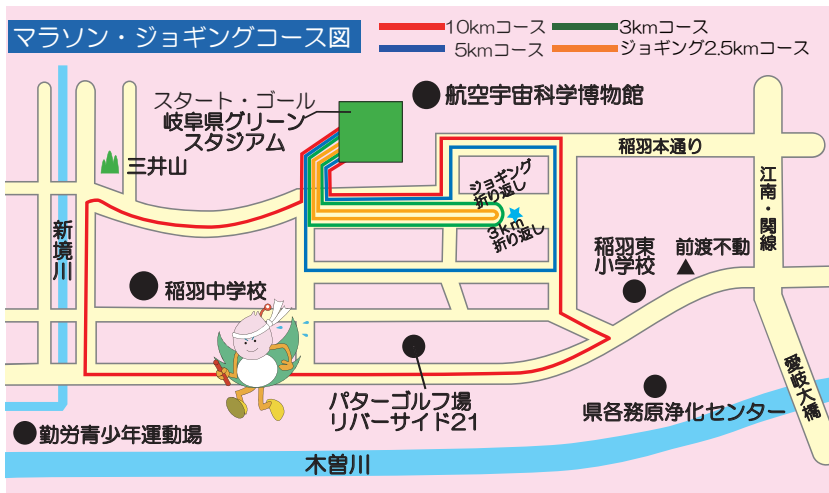 マラソン・ジョギングコース図
10kmコース
3kmコース
5kmコース
ジョギング2.5kmコース
スタート・ゴール
岐阜県グリーン
スタジアム
航空宇宙科学博物館
三井山
稲羽本通り
江南・関線
ジョギング
折り返し
3km
折り返し
新境川
稲羽中学校
稲羽東
小学校
前渡不動
パターゴルフ場
リバーサイド21
県各務原浄化センター
愛岐大橋
勤労青少年運動場
木曽川